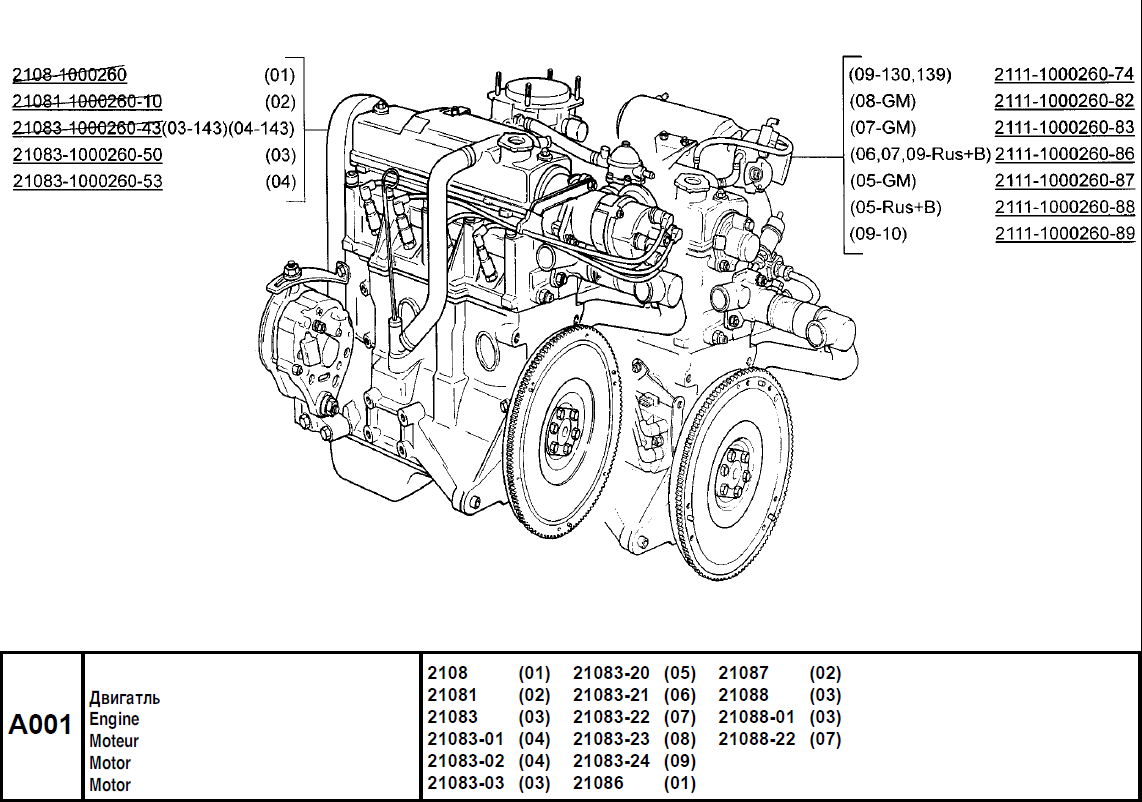 2108-1000260 (01)
21081-1000260-10 (02)
21083-1000260-43(03-143)(04-143)
21083-1000260-50 (03)
21083-1000260-53 (04)
(09-130,139) 2111-1000260-74
(08-GM) 2111-1000260-82
(07-GM) 2111-1000260-83
(06,07,09-Rus+B) 2111-1000260-86
(05-GM) 2111-1000260-87
(05-Rus+B) 2111-1000260-88
(09-10) 2111-1000260-89
A001
Двигатль
Engine
Moteur
Motor
Motor
2108 (01) 21083-20 (05) 21087 (02)
21081 (02) 21083-21 (06) 21088 (03)
21083 (03) 21083-22 (07) 21088-01 (03)
21083-01 (04) 21083-23 (08) 21088-22 (07)
21083-02 (04) 21083-24 (09)
21083-03 (03) 21086 (01)